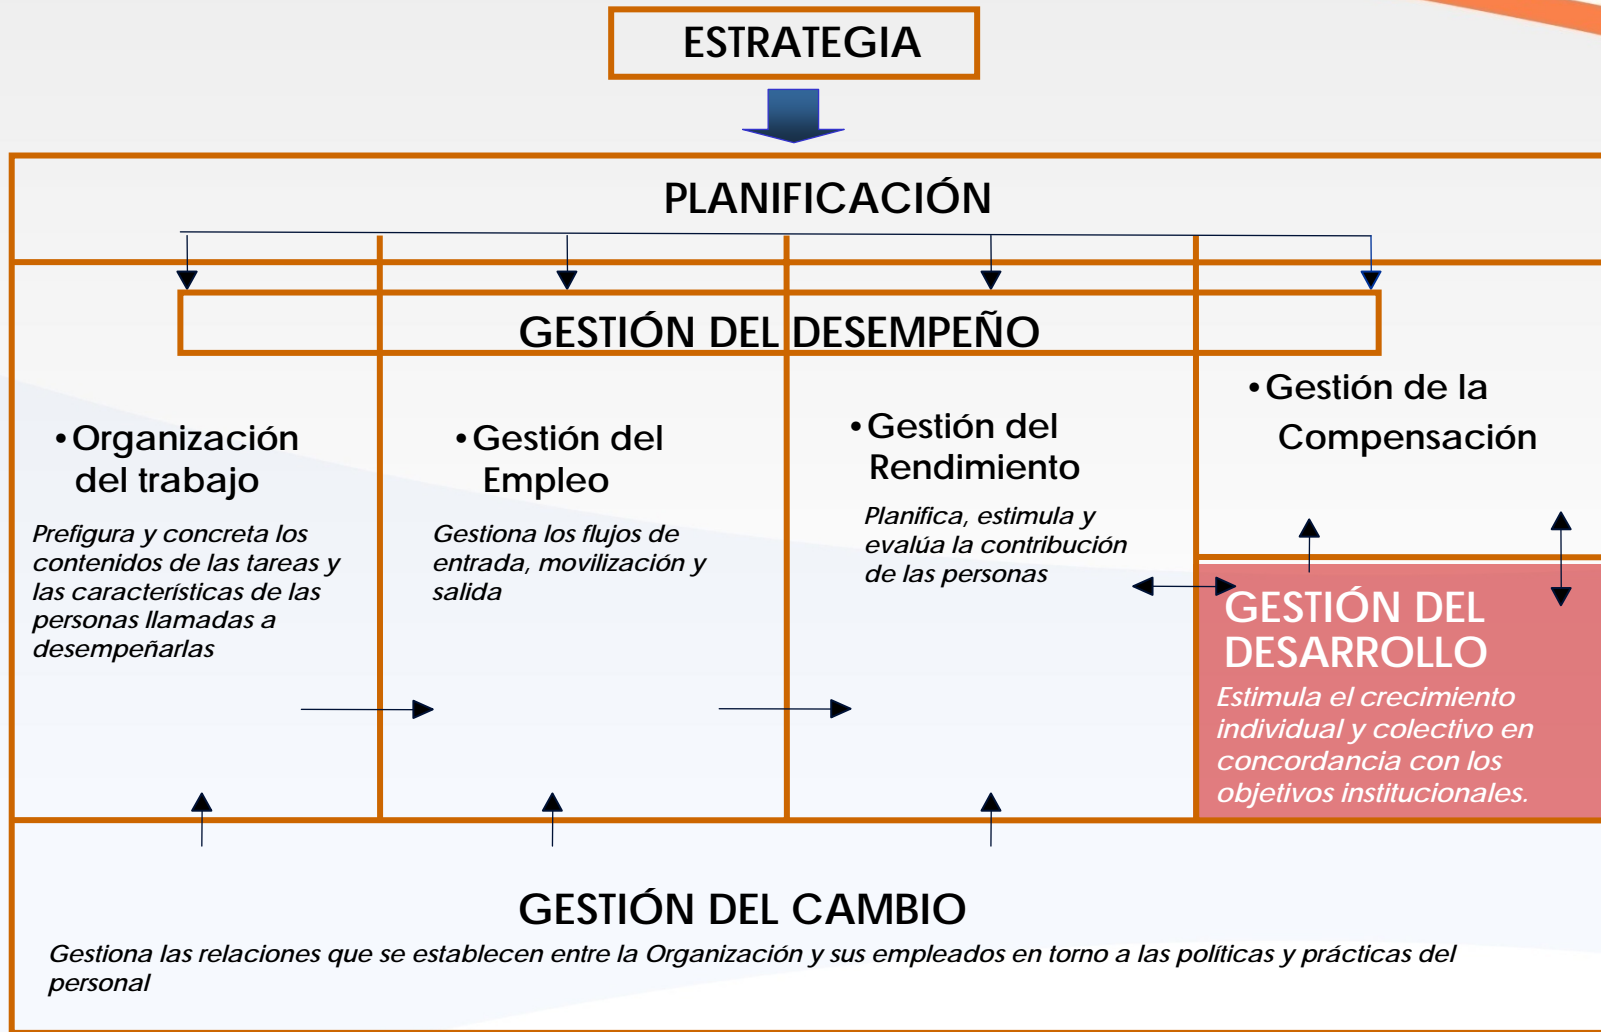 ESTRATEGIA
PLANIFICACIÓN
GESTIÓN DEL DESEMPEÑO
•Organización
del trabajo
Prefigura y concreta los
contenidos de las tareas y
las características de las
personas llamadas a
desempeñarlas
•Gestión del
Empleo
Gestiona los flujos de
entrada, movilización y
salida
•Gestión del
Rendimiento
Planifica, estimula y
evalúa la contribución
de las personas
•Gestión de la
Compensación
GESTIÓN DEL
DESARROLLO
Estimula el crecimiento
individual y colectivo en
concordancia con los
objetivos institucionales.
GESTIÓN DEL CAMBIO
Gestiona las relaciones que se establecen entre la Organización y sus empleados en torno a las políticas y prácticas del
personal